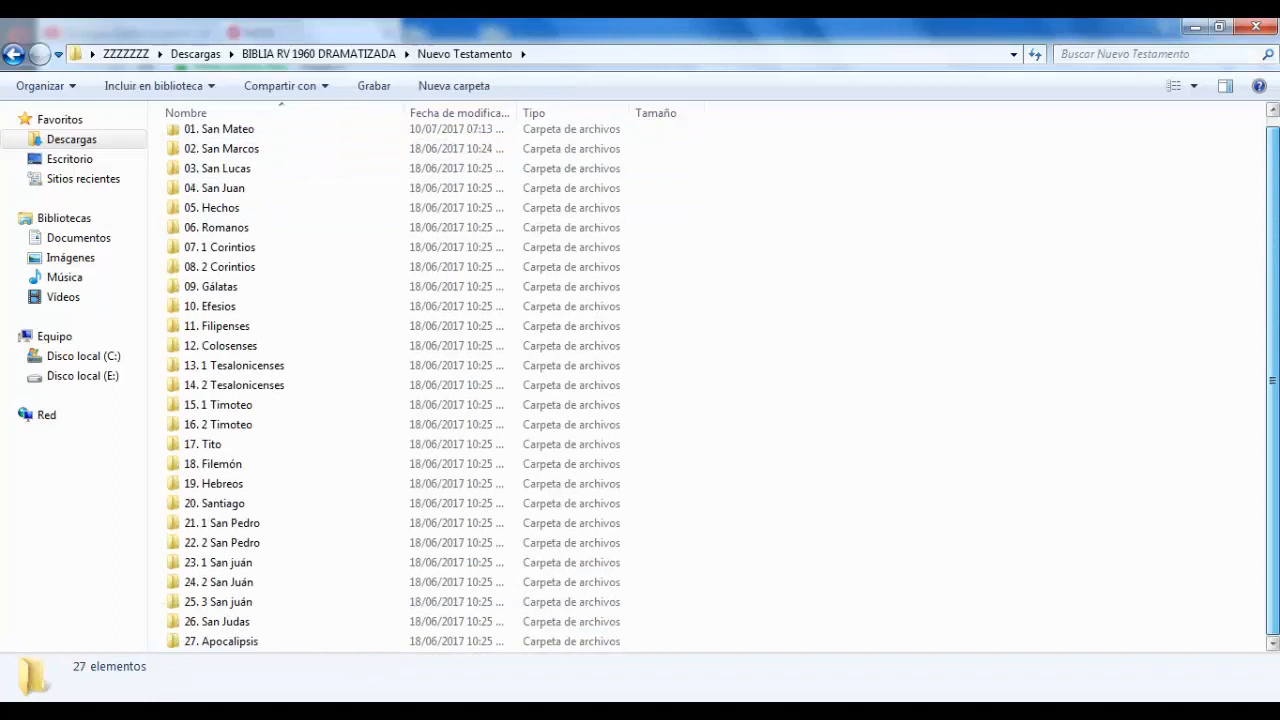 ZZZZZZZ Descargas BIBLIA RV 1960 DRAMATIZADA Nuevo Testamento Buscar Nuevo Testamento
Organizar Incluir en biblioteca Compartir con Grabar Nueva carpeta
Nombre Fecha de modifica... Tipo Tamaño
Favoritos
Descargas
Escritorio
Sitios recientes
Bibliotecas
Documentos
Imágenes
Música
Vídeos
Equipo
Disco local (C:)
Disco local (E:)
Red
01. San Mateo 10/07/2017 07:13 ... Carpeta de archivos
02. San Marcos 18/06/2017 10:24 ... Carpeta de archivos
03. San Lucas 18/06/2017 10:25 ... Carpeta de archivos
04. San Juan 18/06/2017 10:25 ... Carpeta de archivos
05. Hechos 18/06/2017 10:25 ... Carpeta de archivos
06. Romanos 18/06/2017 10:25 ... Carpeta de archivos
07. 1 Corintios 18/06/2017 10:25 ... Carpeta de archivos
08. 2 Corintios 18/06/2017 10:25 ... Carpeta de archivos
09. Gálatas 18/06/2017 10:25 ... Carpeta de archivos
10. Efesios 18/06/2017 10:25 ... Carpeta de archivos
11. Filipenses 18/06/2017 10:25 ... Carpeta de archivos
12. Colosenses 18/06/2017 10:25 ... Carpeta de archivos
13. 1 Tesalonicenses 18/06/2017 10:25 ... Carpeta de archivos
14. 2 Tesalonicenses 18/06/2017 10:25 ... Carpeta de archivos
15. 1 Timoteo 18/06/2017 10:25 ... Carpeta de archivos
16. 2 Timoteo 18/06/2017 10:25 ... Carpeta de archivos
17. Tito 18/06/2017 10:25 ... Carpeta de archivos
18. Filemón 18/06/2017 10:25 ... Carpeta de archivos
19. Hebreos 18/06/2017 10:25 ... Carpeta de archivos
20. Santiago 18/06/2017 10:25 ... Carpeta de archivos
21. 1 San Pedro 18/06/2017 10:25 ... Carpeta de archivos
22. 2 San Pedro 18/06/2017 10:25 ... Carpeta de archivos
23. 1 San juán 18/06/2017 10:25 ... Carpeta de archivos
24. 2 San Juán 18/06/2017 10:25 ... Carpeta de archivos
25. 3 San juán 18/06/2017 10:25 ... Carpeta de archivos
26. San Judas 18/06/2017 10:25 ... Carpeta de archivos
27. Apocalipsis 18/06/2017 10:25 ... Carpeta de archivos
27 elementos